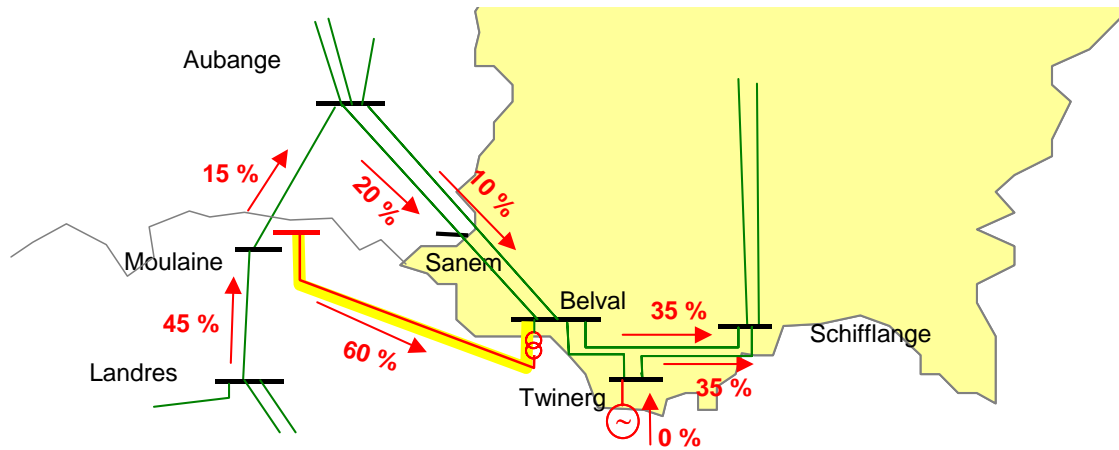 Aubange
15 %
20 %
10 %
Moulaine
Sanem
Belval
45 %
60 %
35 %
Schifflange
Landres
Twinerg
35 %
~
0 %